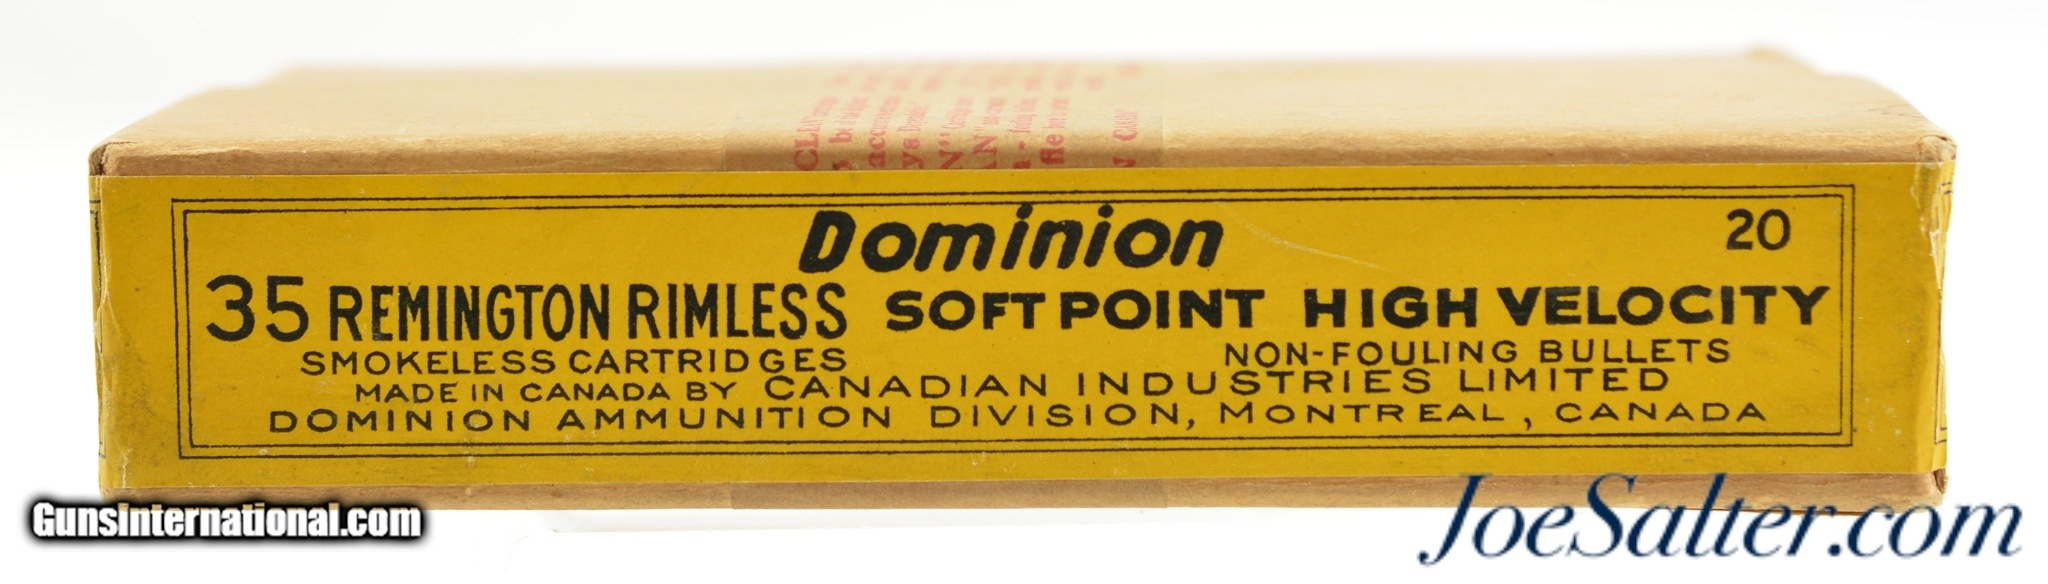 Dominion
20
35 REMINGTON RIMLESS SOFT POINT HIGH VELOCITY
SMOKELESS CARTRIDGES NON-FOULING BULLETS
MADE IN CANADA BY CANADIAN INDUSTRIES LIMITED
DOMINION AMMUNITION DIVISION, MONTREAL, CANADA
GunsInternational.com
JoeSalter.com